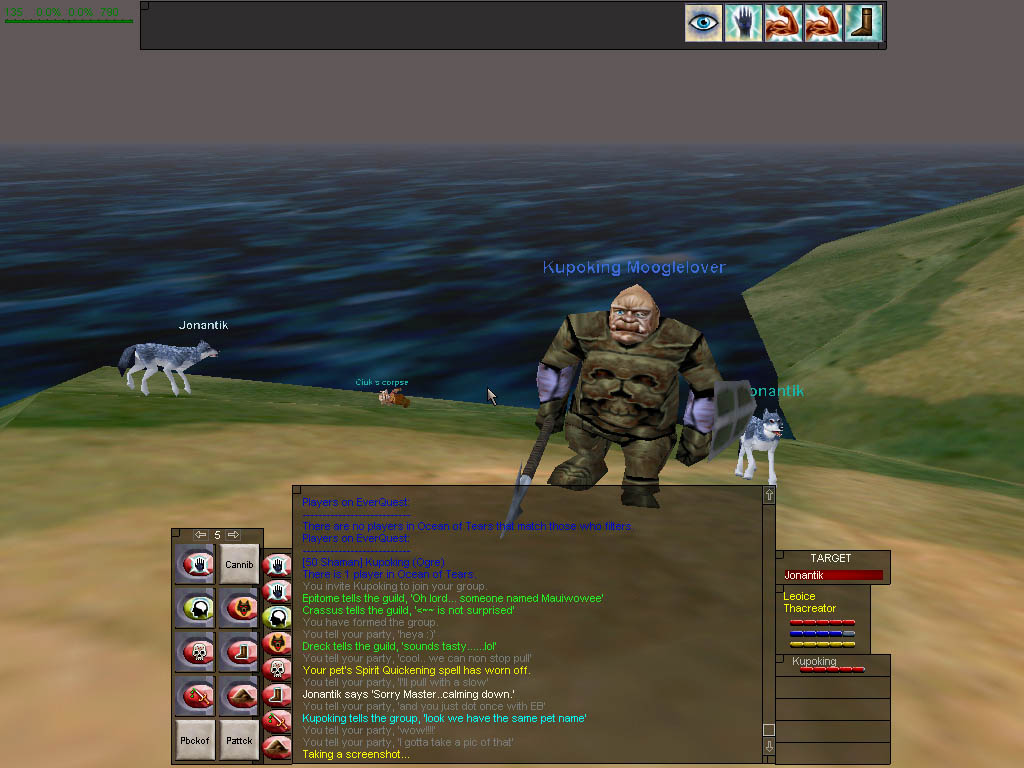 135 0.0% 0.0% 780
Kupoking Mooglelover
Jonantik
Ciuk's corpse
onantik
Players on EverQuest:
---------------------------
There are no players in Ocean of Tears that match those who filters.
Players on EverQuest:
---------------------------
[50 Shaman] Kupoking (Ogre)
There is 1 player in Ocean of Tears.
You invite Kupoking to join your group.
Epitome tells the guild, 'Oh lord... someone named Mauiwowee'
Crassus tells the guild, '<~~ is not surprised'
You have formed the group.
You tell your party, 'heya :)'
Dreck tells the guild, 'sounds tasty......lol'
You tell your party, 'cool.. we can non stop pull'
Your pet's Spirit Quickening spell has worn off.
You tell your party, 'I'll pull with a slow'
Jonantik says 'Sorry Master..calming down.'
You tell your party, 'and you just dot once with EB'
Kupoking tells the group, 'look we have the same pet name'
You tell your party, 'wow!!!!'
You tell your party, 'I gotta take a pic of that'
Taking a screenshot...
5
Cannib
Pbckof
Pattck
TARGET
Jonantik
Leoice
Thacreator
Kupoking